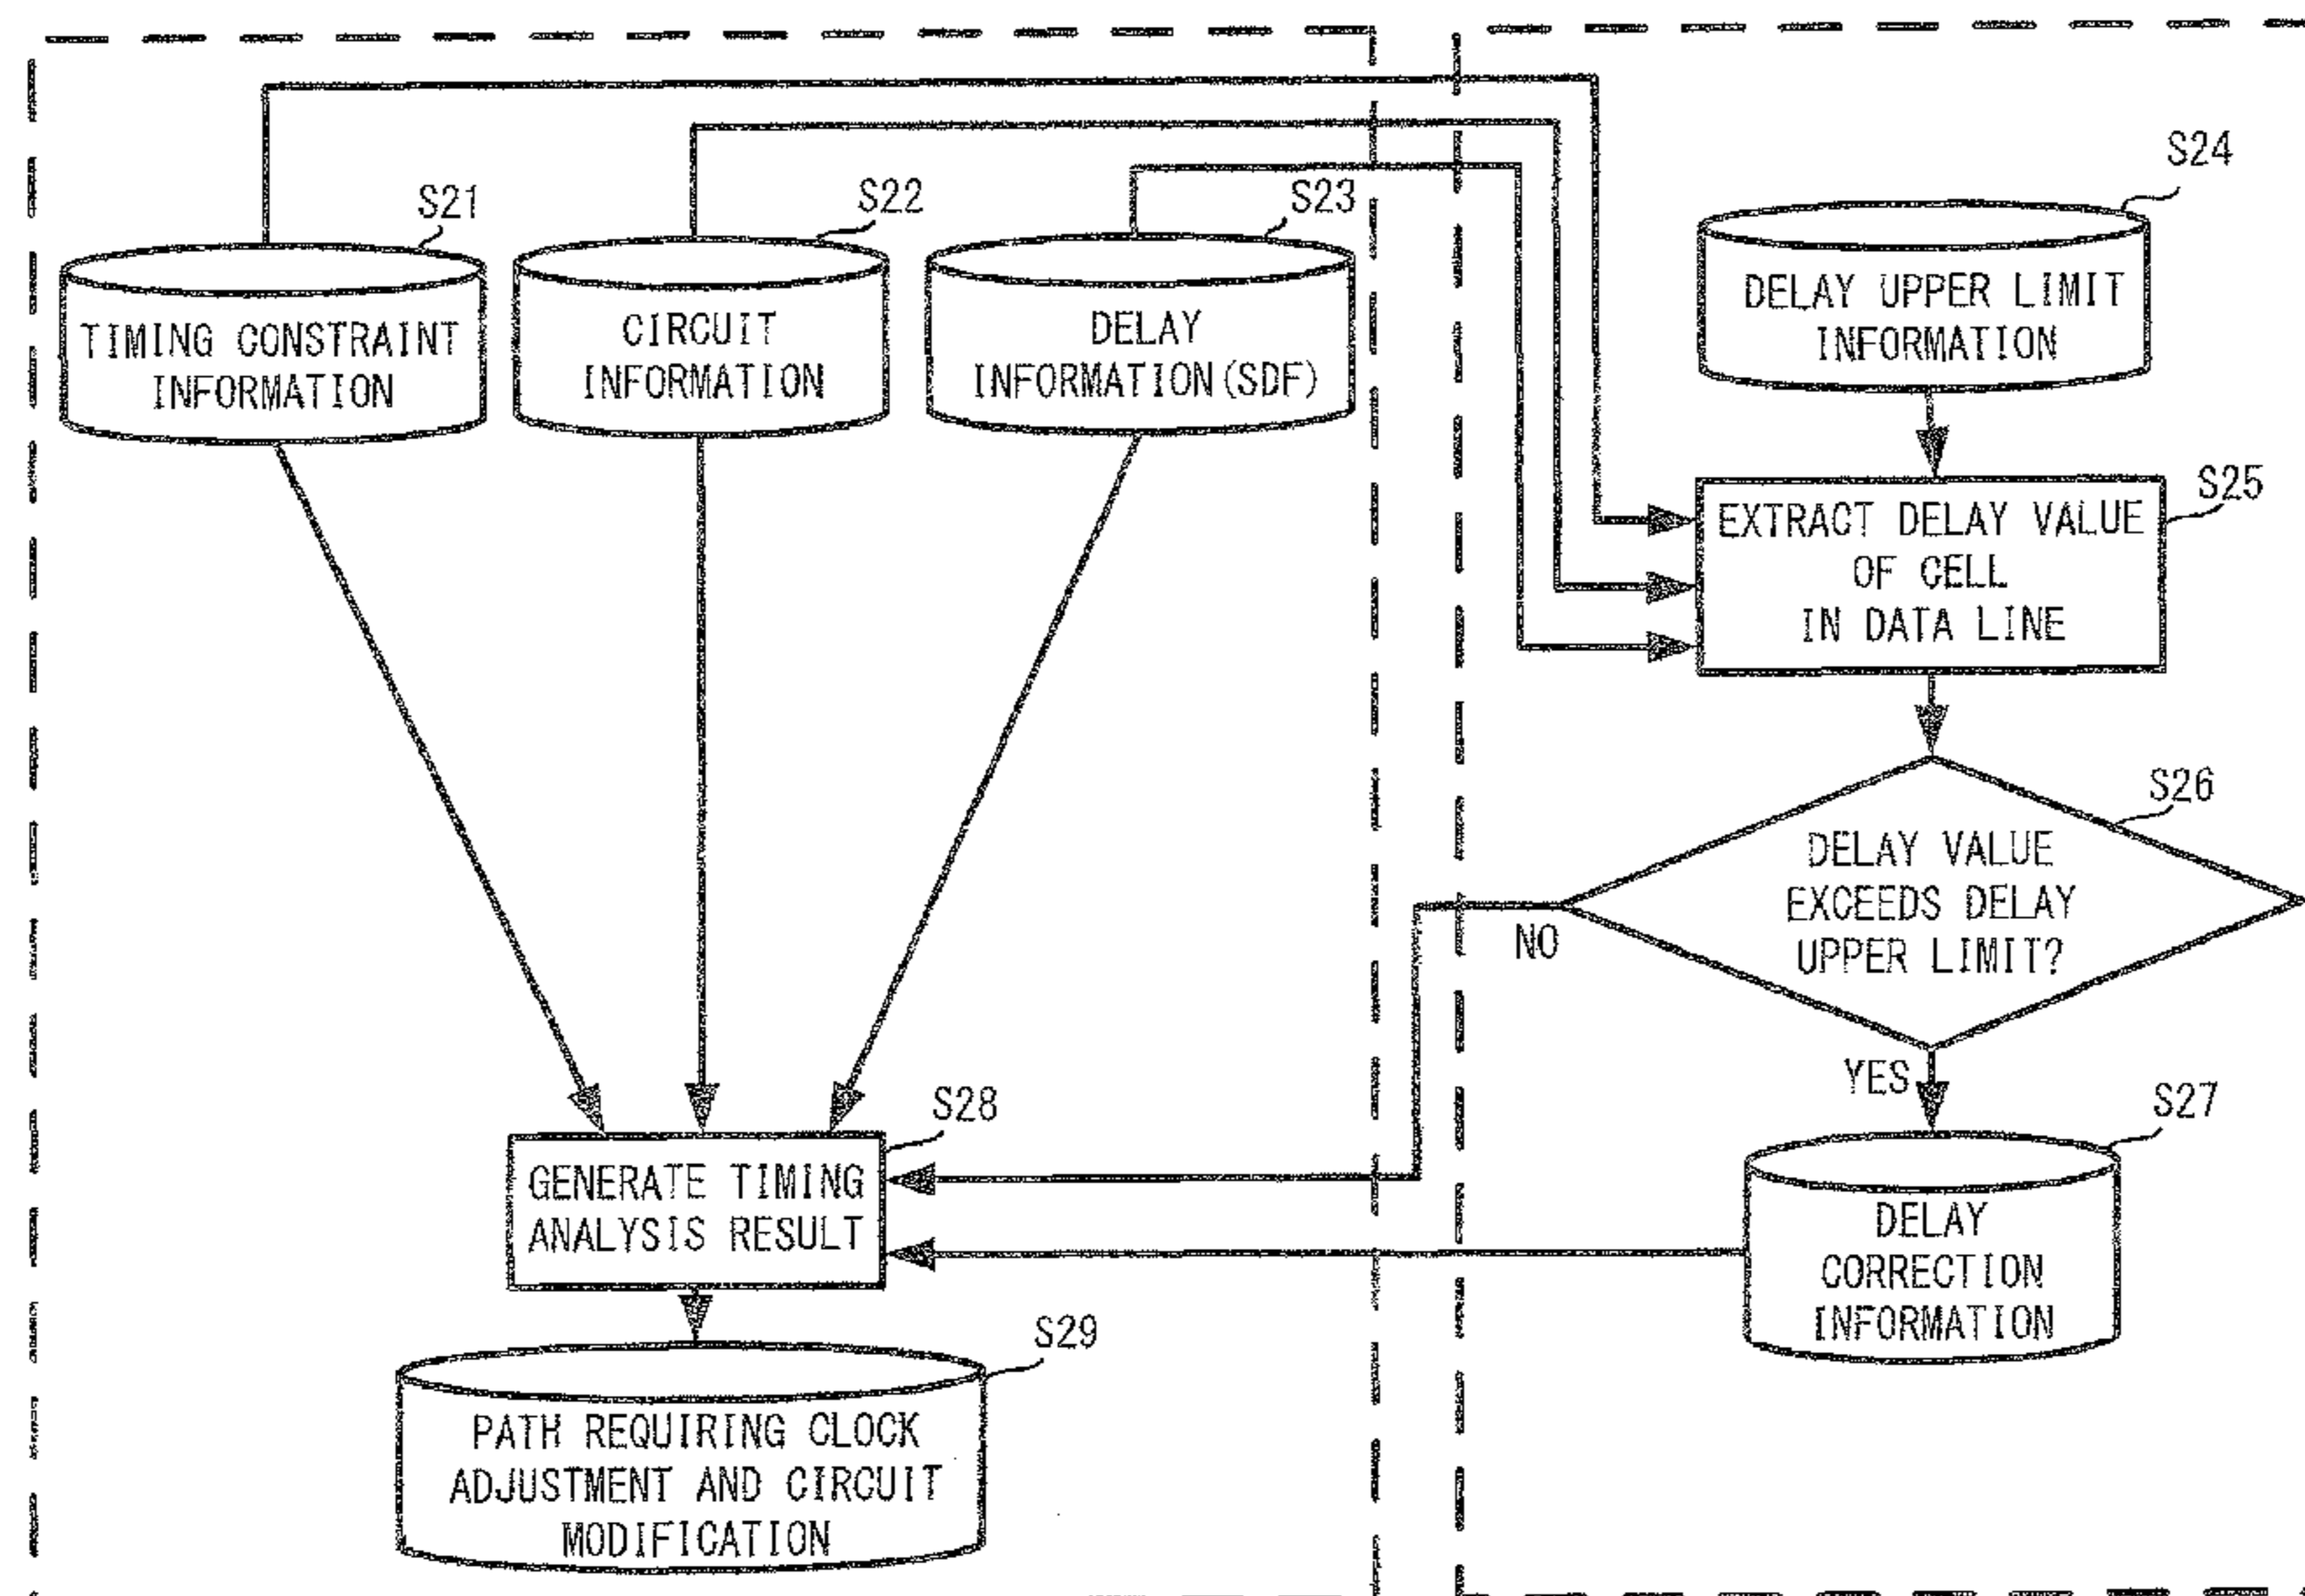 S21
TIMING CONSTRAINT
INFORMATION
S22
CIRCUIT
INFORMATION
S23
DELAY
INFORMATION(SDF)
S24
DELAY UPPER LIMIT
INFORMATION
S25
EXTRACT DELAY VALUE
OF CELL
IN DATA LINE
S26
DELAY VALUE
EXCEEDS DELAY
UPPER LIMIT?
NO
YES
S27
DELAY
CORRECTION
INFORMATION
S28
GENERATE TIMING
ANALYSIS RESULT
S29
PATH REQUIRING CLOCK
ADJUSTMENT AND CIRCUIT
MODIFICATION